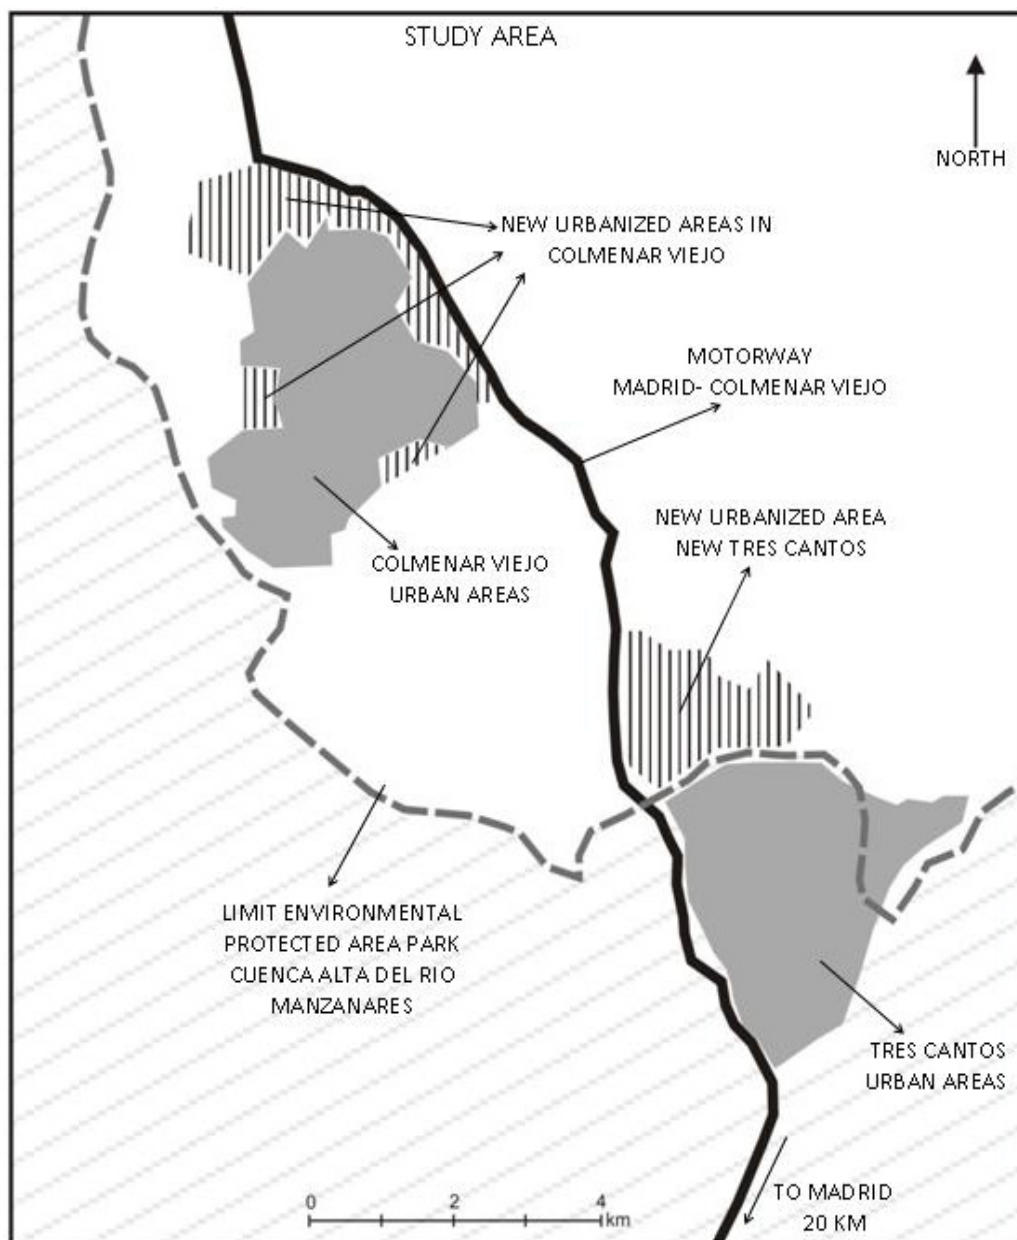 STUDY AREA
NORTH
NEW URBANIZED AREAS IN
COLMENAR VIEJO
MOTORWAY
MADRID- COLMENAR VIEJO
NEW URBANIZED AREA
NEW TRES CANTOS
COLMENAR VIEJO
URBAN AREAS
LIMIT ENVIRONMENTAL
PROTECTED AREA PARK
CUENCA ALTA DEL RIO
MANZANARES
TRES CANTOS
URBAN AREAS
0 2 4
km
TO MADRID
20 KM